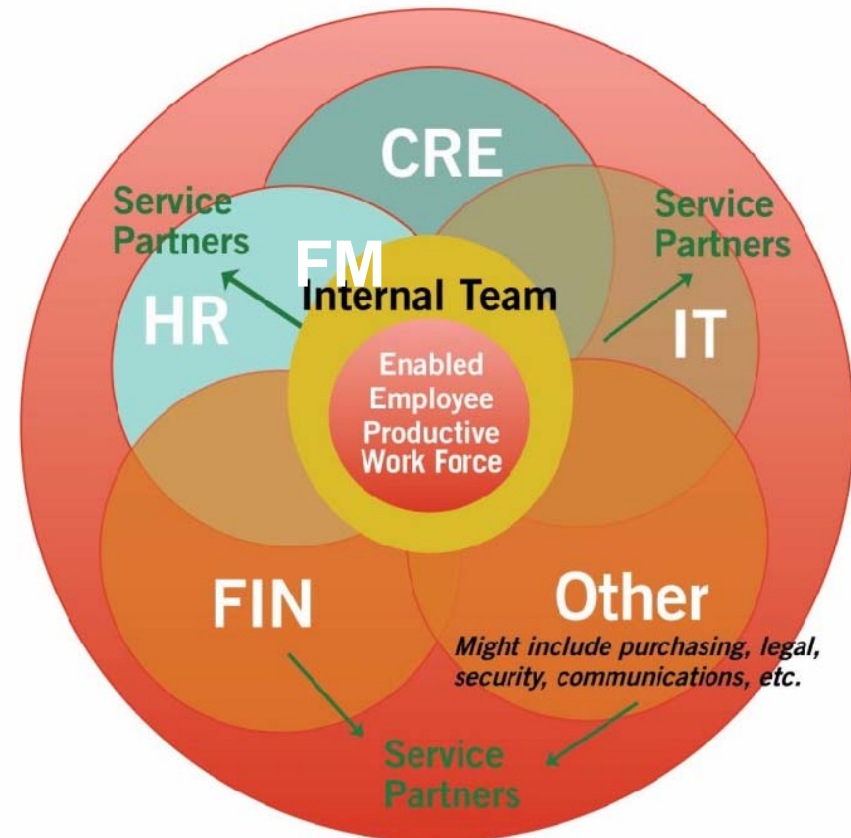 CRE
Service
Partners
Service
Partners
FM
Internal Team
HR
IT
Enabled
Employee
Productive
Work Force
FIN
Other
Might include purchasing, legal,
security, communications, etc.
Service
Partners